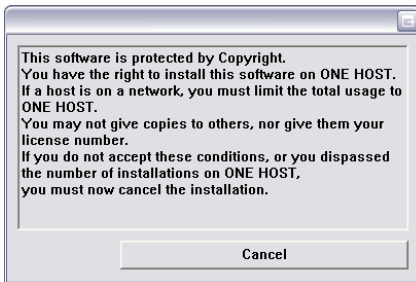 This software is protected by Copyright.
You have the right to install this software on ONE HOST.
If a host is on a network, you must limit the total usage to
ONE HOST.
You may not give copies to others, nor give them your
license number.
If you do not accept these conditions, or you dispassed
the number of installations on ONE HOST,
you must now cancel the installation.
Cancel